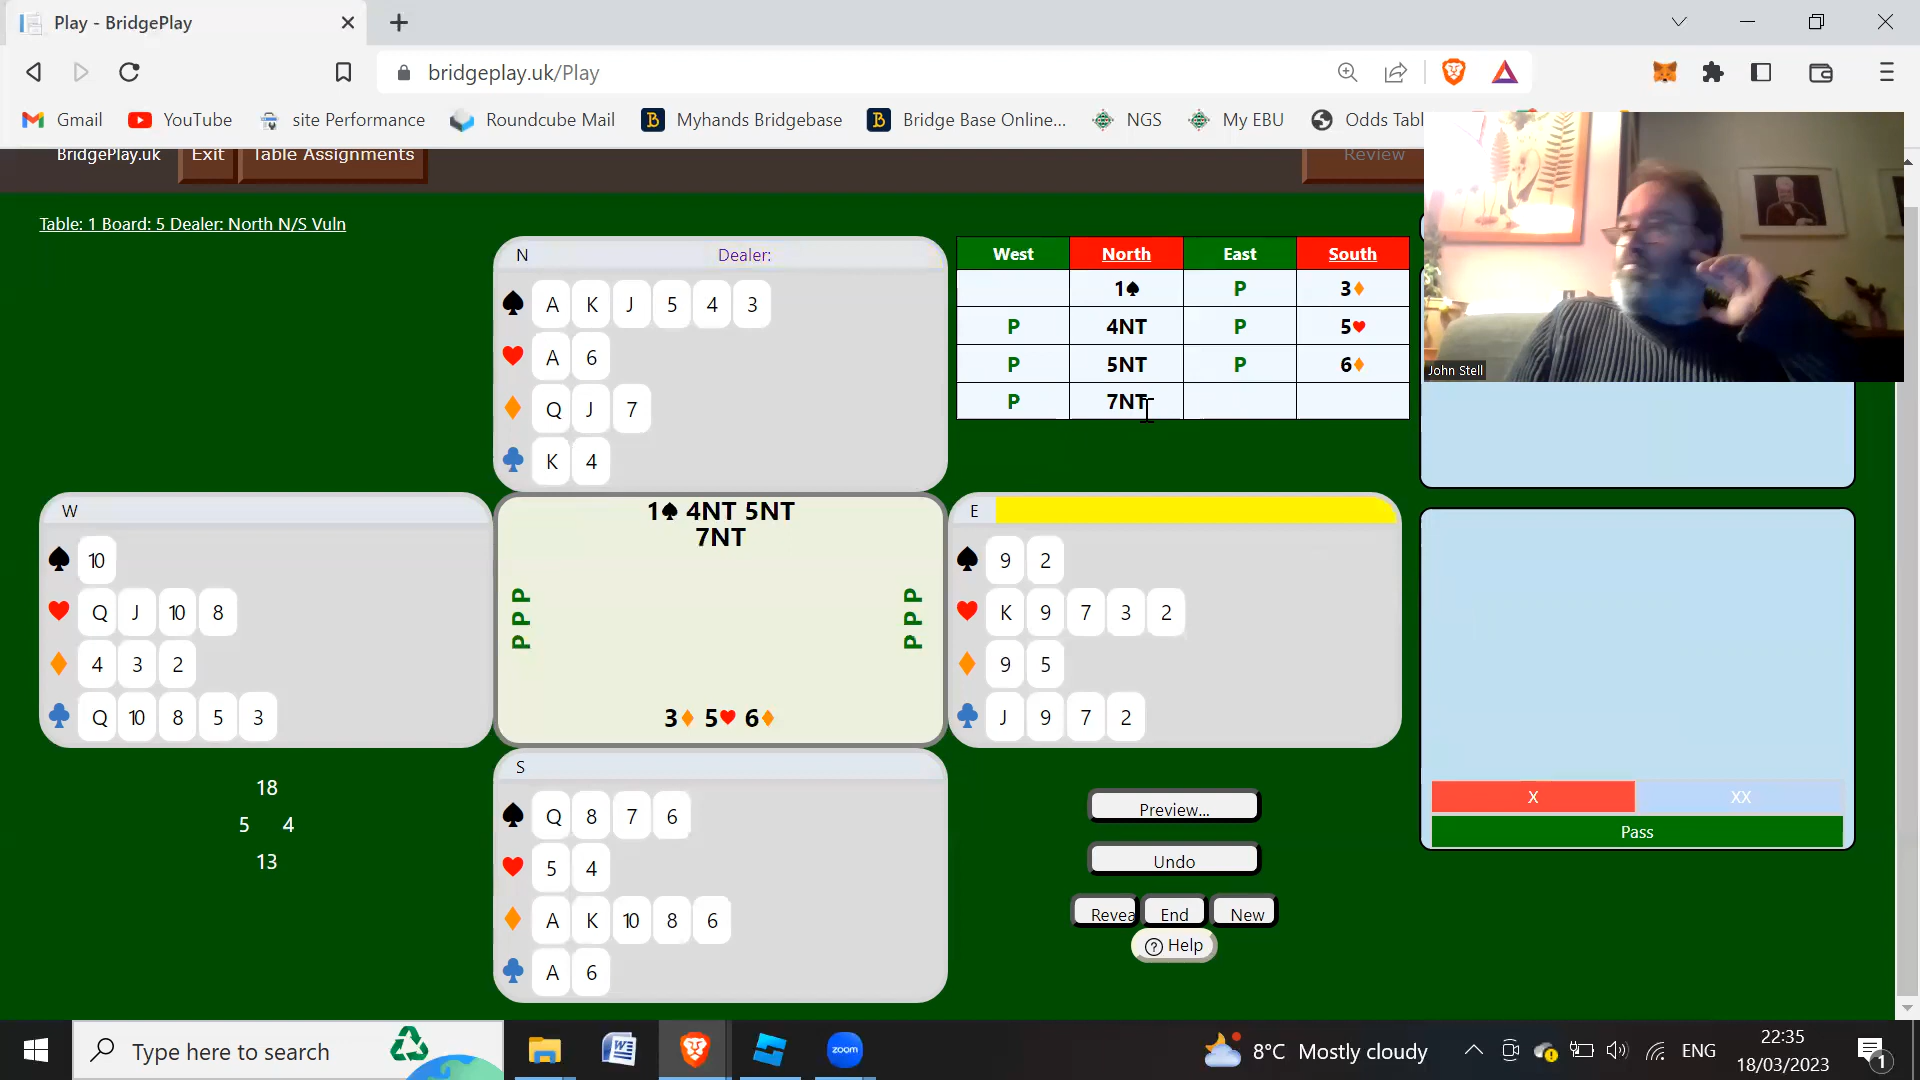 Play - BridgePlay
bridgeplay.uk/Play
Gmail YouTube site Performance Roundcube Mail Myhands Bridgebase Bridge Base Online... NGS My EBU Odds Tabl
BridgePlay.uk Exit Table Assignments Review
Table: 1 Board: 5 Dealer: North N/S Vuln
N Dealer:
♠ A K J 5 4 3
♥ A 6
♦ Q J 7
♣ K 4
West North East South
1♠ P 3♦
P 4NT P 5♥
P 5NT P 6♦
P 7NT
John Stell
W
♠ 10
♥ Q J 10 8
♦ 4 3 2
♣ Q 10 8 5 3
1♠ 4NT 5NT
7NT
P P P
P P P
3♦ 5♥ 6♦
E
♠ 9 2
♥ K 9 7 3 2
♦ 9 5
♣ J 9 7 2
S
♠ Q 8 7 6
♥ 5 4
♦ A K 10 8 6
♣ A 6
18
5 4
13
Preview...
Undo
Revea End New
? Help
X XX
Pass
Type here to search
zoom
8°C Mostly cloudy
ENG
22:35
18/03/2023
1